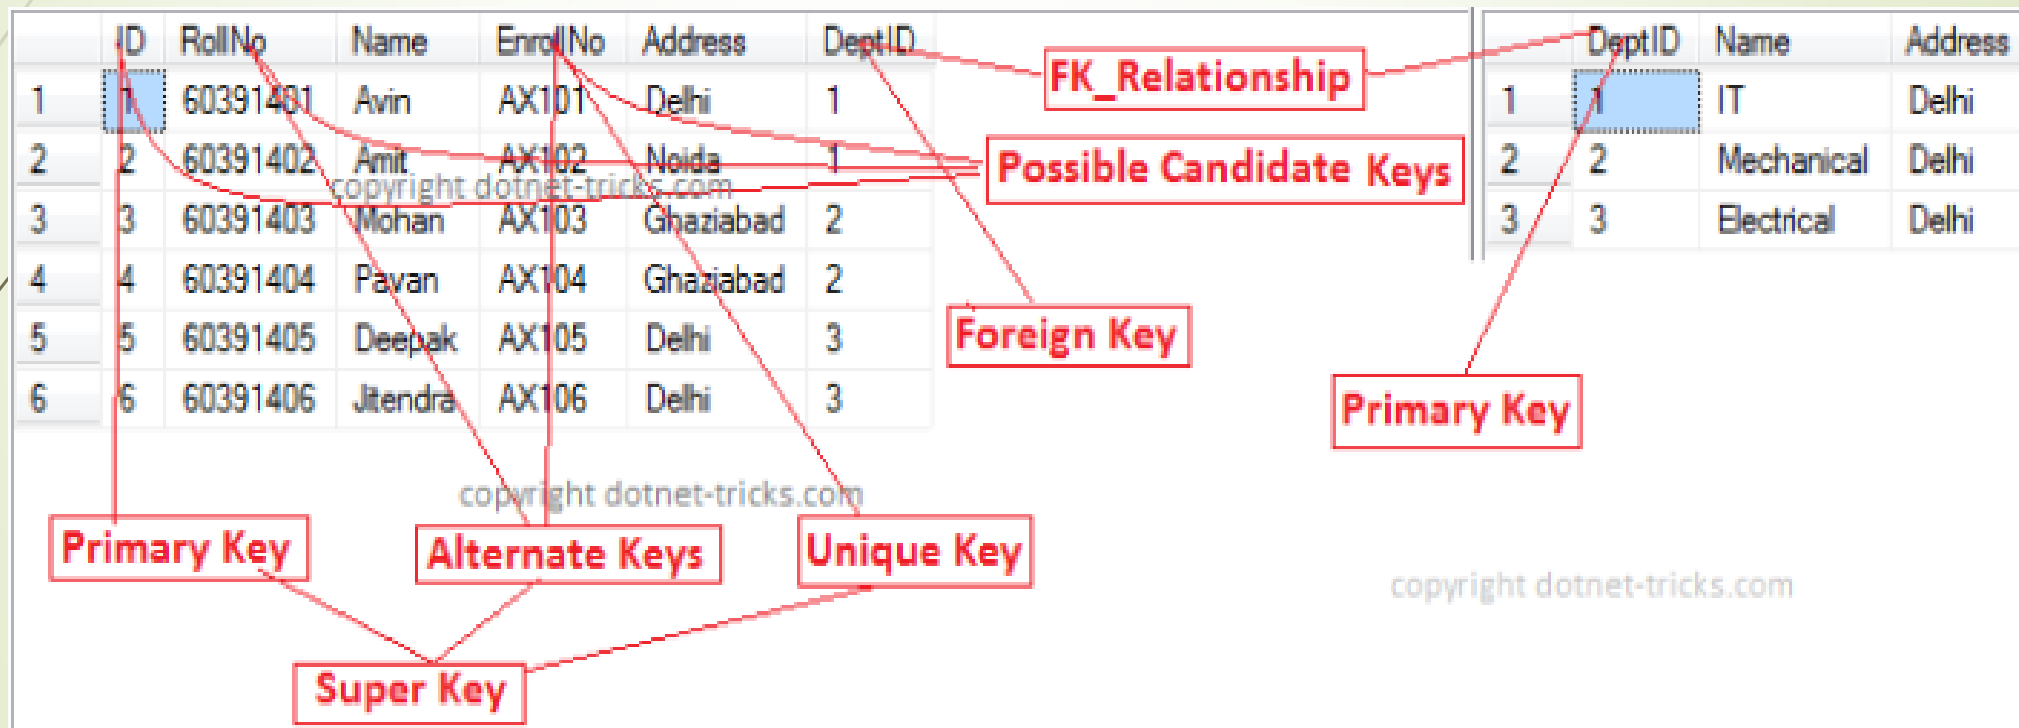 ID RollNo Name EnrollNo Address DeptID
1 1 60391401 Avin AX101 Delhi 1
2 2 60391402 Amit AX102 Noida 1
copyright dotnet-tricks.com
3 3 60391403 Mohan AX103 Ghaziabad 2
4 4 60391404 Pavan AX104 Ghaziabad 2
5 5 60391405 Deepak AX105 Delhi 3
6 6 60391406 Jitendra AX106 Delhi 3
FK_Relationship
Possible Candidate Keys
Foreign Key
DeptID Name Address
1 1 IT Delhi
2 2 Mechanical Delhi
3 3 Electrical Delhi
Primary Key
copyright dotnet-tricks.com
Primary Key
Alternate Keys
Unique Key
copyright dotnet-tricks.com
Super Key